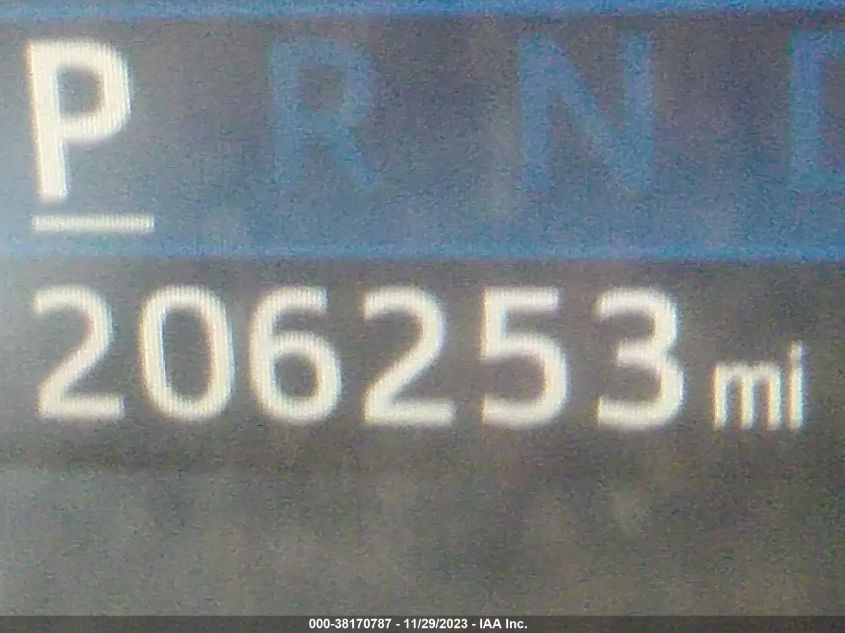 P R N D
206253 mi
000-38170787 - 11/29/2023 - IAA Inc.